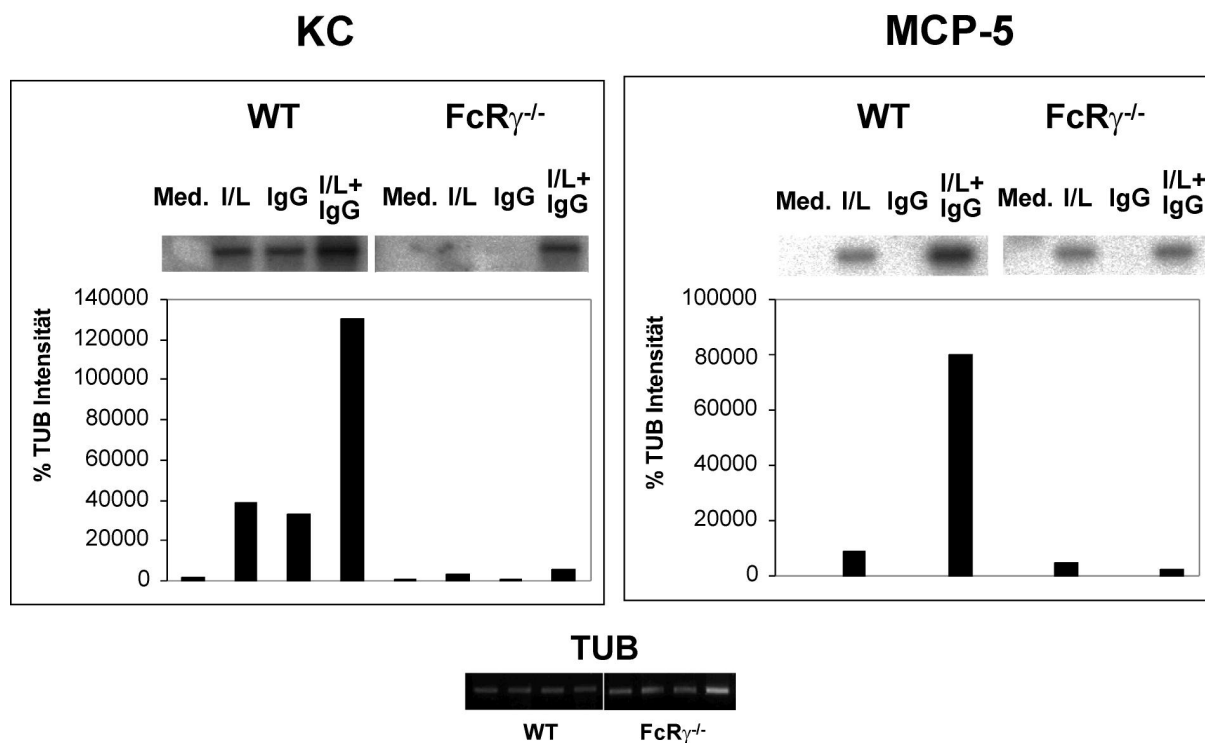 KC
WT FcRγ-/-
Med. I/L IgG I/L+ IgG Med. I/L IgG I/L+ IgG
% TUB Intensität
140000
120000
100000
80000
60000
40000
20000
0
MCP-5
WT FcRγ-/-
Med. I/L IgG I/L+ IgG Med. I/L IgG I/L+ IgG
% TUB Intensität
100000
80000
60000
40000
20000
0
TUB
WT FcRγ-/-